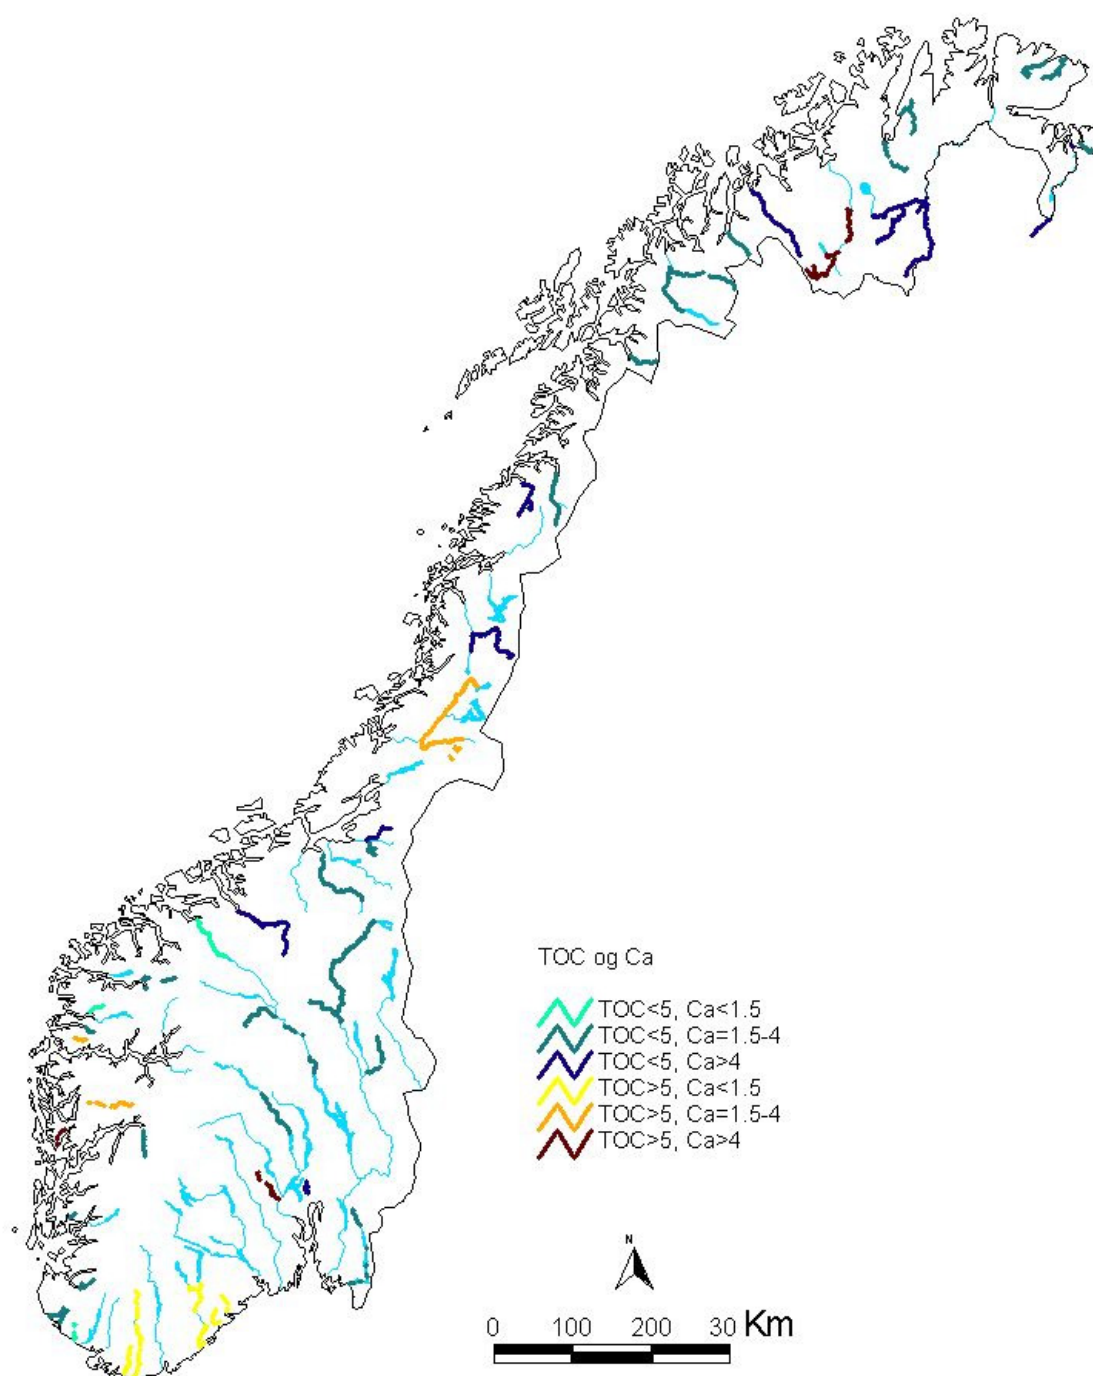 TOC og Ca
TOC<5, Ca<1.5
TOC<5, Ca=1.5-4
TOC<5, Ca>4
TOC>5, Ca<1.5
TOC>5, Ca=1.5-4
TOC>5, Ca>4
N
0 100 200 30 Km